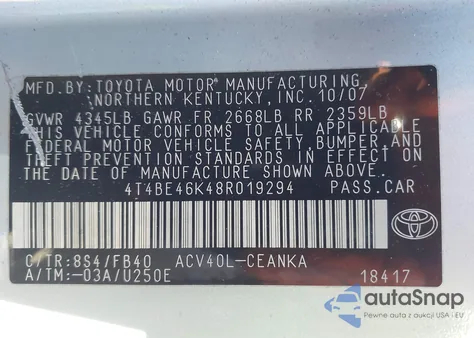 MFD.BY:TOYOTA MOTOR MANUFACTURING
NORTHERN KENTUCKY,INC.10/07
GVWR 4345LB GAWR FR 2668LB RR 2359LB
THIS VEHICLE CONFORMS TO ALL APPLICABLE
FEDERAL MOTOR VEHICLE SAFETY, BUMPER,
AND THEFT PREVENTION STANDARDS IN EFFECT ON
THE DATE OF MANUFACTURE SHOWN ABOVE.
4T4BE46K48R019294 PASS.CAR
C/TR:8S4/FB40 ACV40L-CEANKA
A/TM:-03A/U250E 18417
TOYOTA
autoSnap
Pewne auto z USA i EU